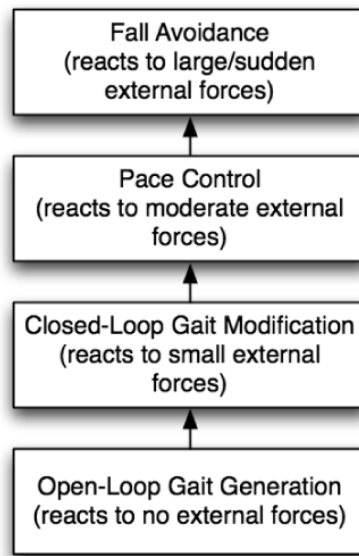 Fall Avoidance
(reacts to large/sudden
external forces)
Pace Control
(reacts to moderate external
forces)
Closed-Loop Gait Modification
(reacts to small external
forces)
Open-Loop Gait Generation
(reacts to no external forces)